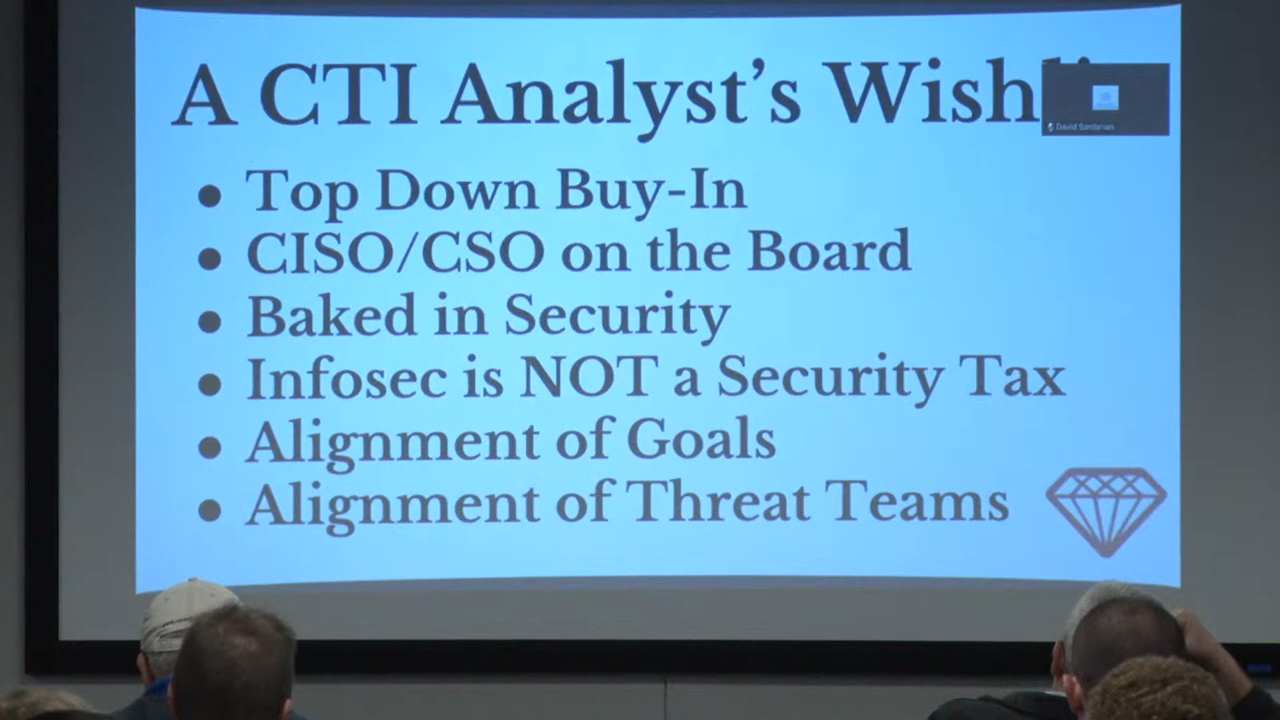 A CTI Analyst's Wish
David Sardarian
• Top Down Buy-In
• CISO/CSO on the Board
• Baked in Security
• Infosec is NOT a Security Tax
• Alignment of Goals
• Alignment of Threat Teams